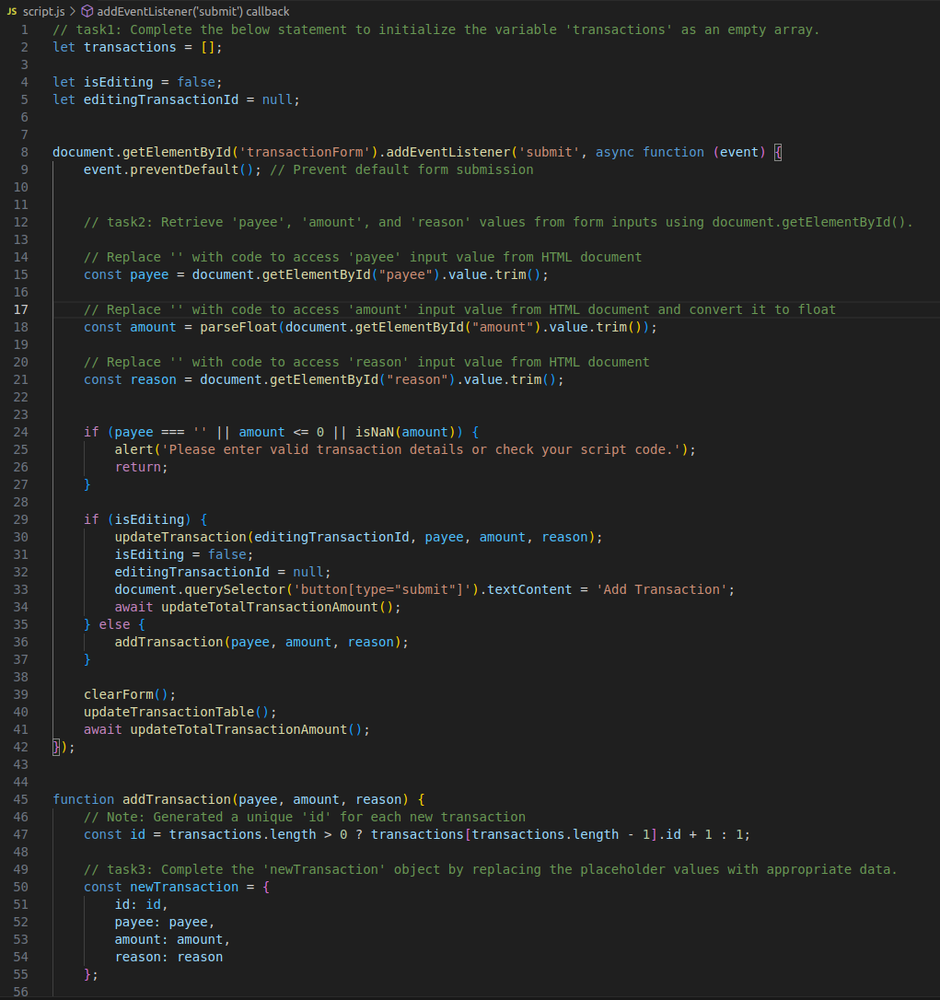 JS script.js > addEventListener('submit') callback
1 // task1: Complete the below statement to initialize the variable 'transactions' as an empty array.
2 let transactions = [];
3
4 let isEditing = false;
5 let editingTransactionId = null;
6
7
8 document.getElementById('transactionForm').addEventListener('submit', async function (event) {
9     event.preventDefault(); // Prevent default form submission
10
11
12     // task2: Retrieve 'payee', 'amount', and 'reason' values from form inputs using document.getElementById().
13
14     // Replace '' with code to access 'payee' input value from HTML document
15     const payee = document.getElementById("payee").value.trim();
16
17     // Replace '' with code to access 'amount' input value from HTML document and convert it to float
18     const amount = parseFloat(document.getElementById("amount").value.trim());
19
20     // Replace '' with code to access 'reason' input value from HTML document
21     const reason = document.getElementById("reason").value.trim();
22
23
24     if (payee === '' || amount <= 0 || isNaN(amount)) {
25         alert('Please enter valid transaction details or check your script code.');
26         return;
27     }
28
29     if (isEditing) {
30         updateTransaction(editingTransactionId, payee, amount, reason);
31         isEditing = false;
32         editingTransactionId = null;
33         document.querySelector('button[type="submit"]').textContent = 'Add Transaction';
34         await updateTotalTransactionAmount();
35     } else {
36         addTransaction(payee, amount, reason);
37     }
38
39     clearForm();
40     updateTransactionTable();
41     await updateTotalTransactionAmount();
42 });
43
44
45 function addTransaction(payee, amount, reason) {
46     // Note: Generated a unique 'id' for each new transaction
47     const id = transactions.length > 0 ? transactions[transactions.length - 1].id + 1 : 1;
48
49     // task3: Complete the 'newTransaction' object by replacing the placeholder values with appropriate data.
50     const newTransaction = {
51         id: id,
52         payee: payee,
53         amount: amount,
54         reason: reason
55     };
56